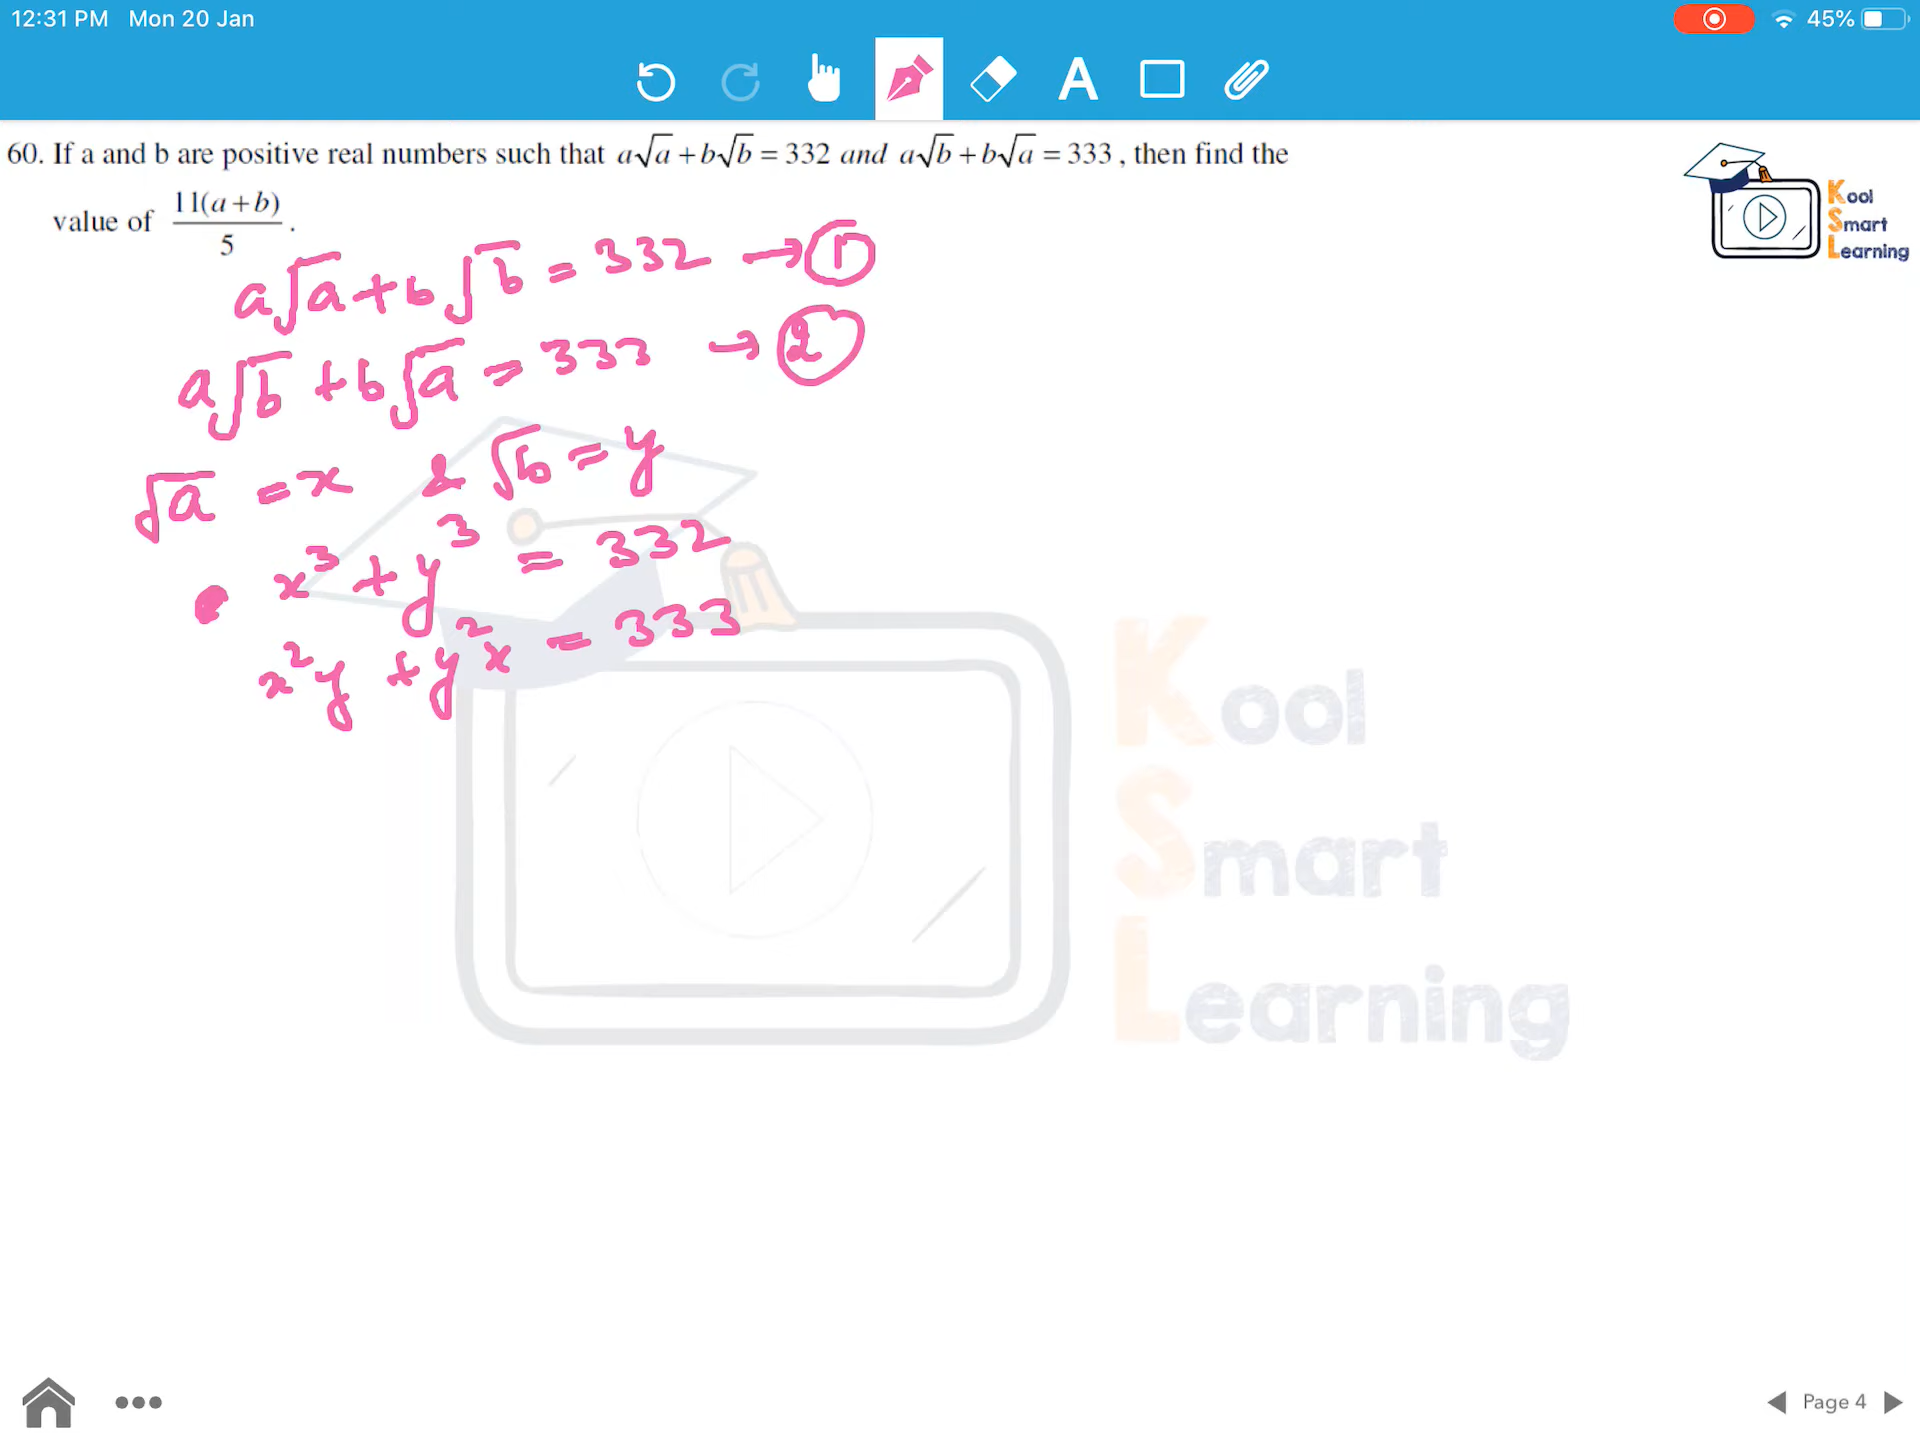 12:31 PM Mon 20 Jan
45%
A
60. If a and b are positive real numbers such that a√a + b√b = 332 and a√b + b√a = 333, then find the
value of 11(a+b)/5 .
Kool
Smart
Learning
a√a + b√b = 332 → ①
a√b + b√a = 333 → ②
√a = x & √b = y
x³ + y³ = 332
x²y + y²x = 333
Kool
Smart
Learning
Page 4